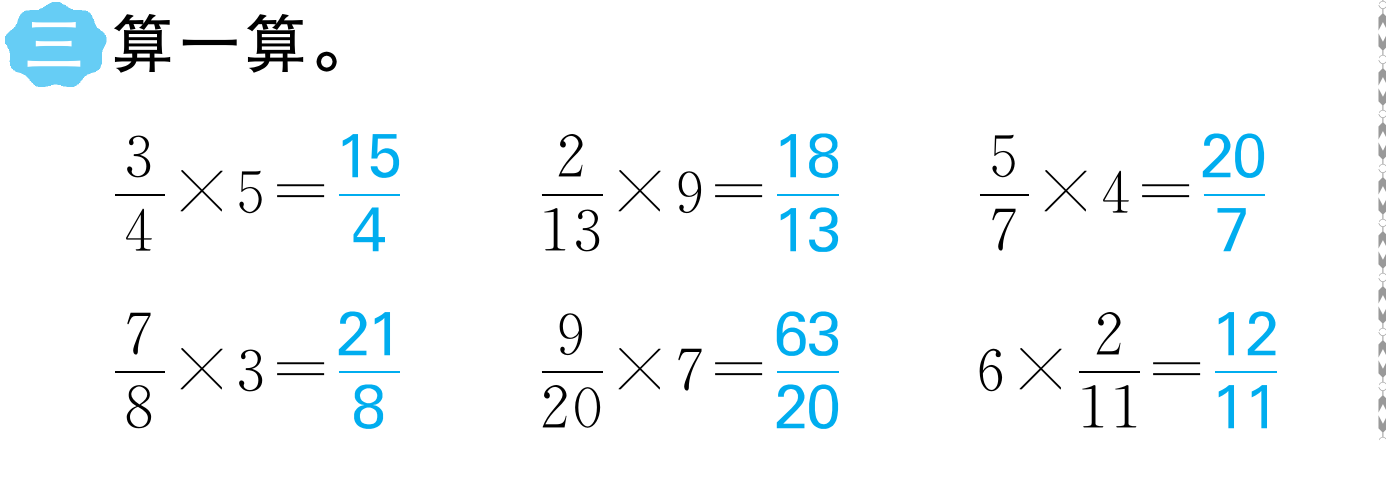 三 算一算。
3/4 × 5 = 15/4 2/13 × 9 = 18/13 5/7 × 4 = 20/7
7/8 × 3 = 21/8 9/20 × 7 = 63/20 6 × 2/11 = 12/11